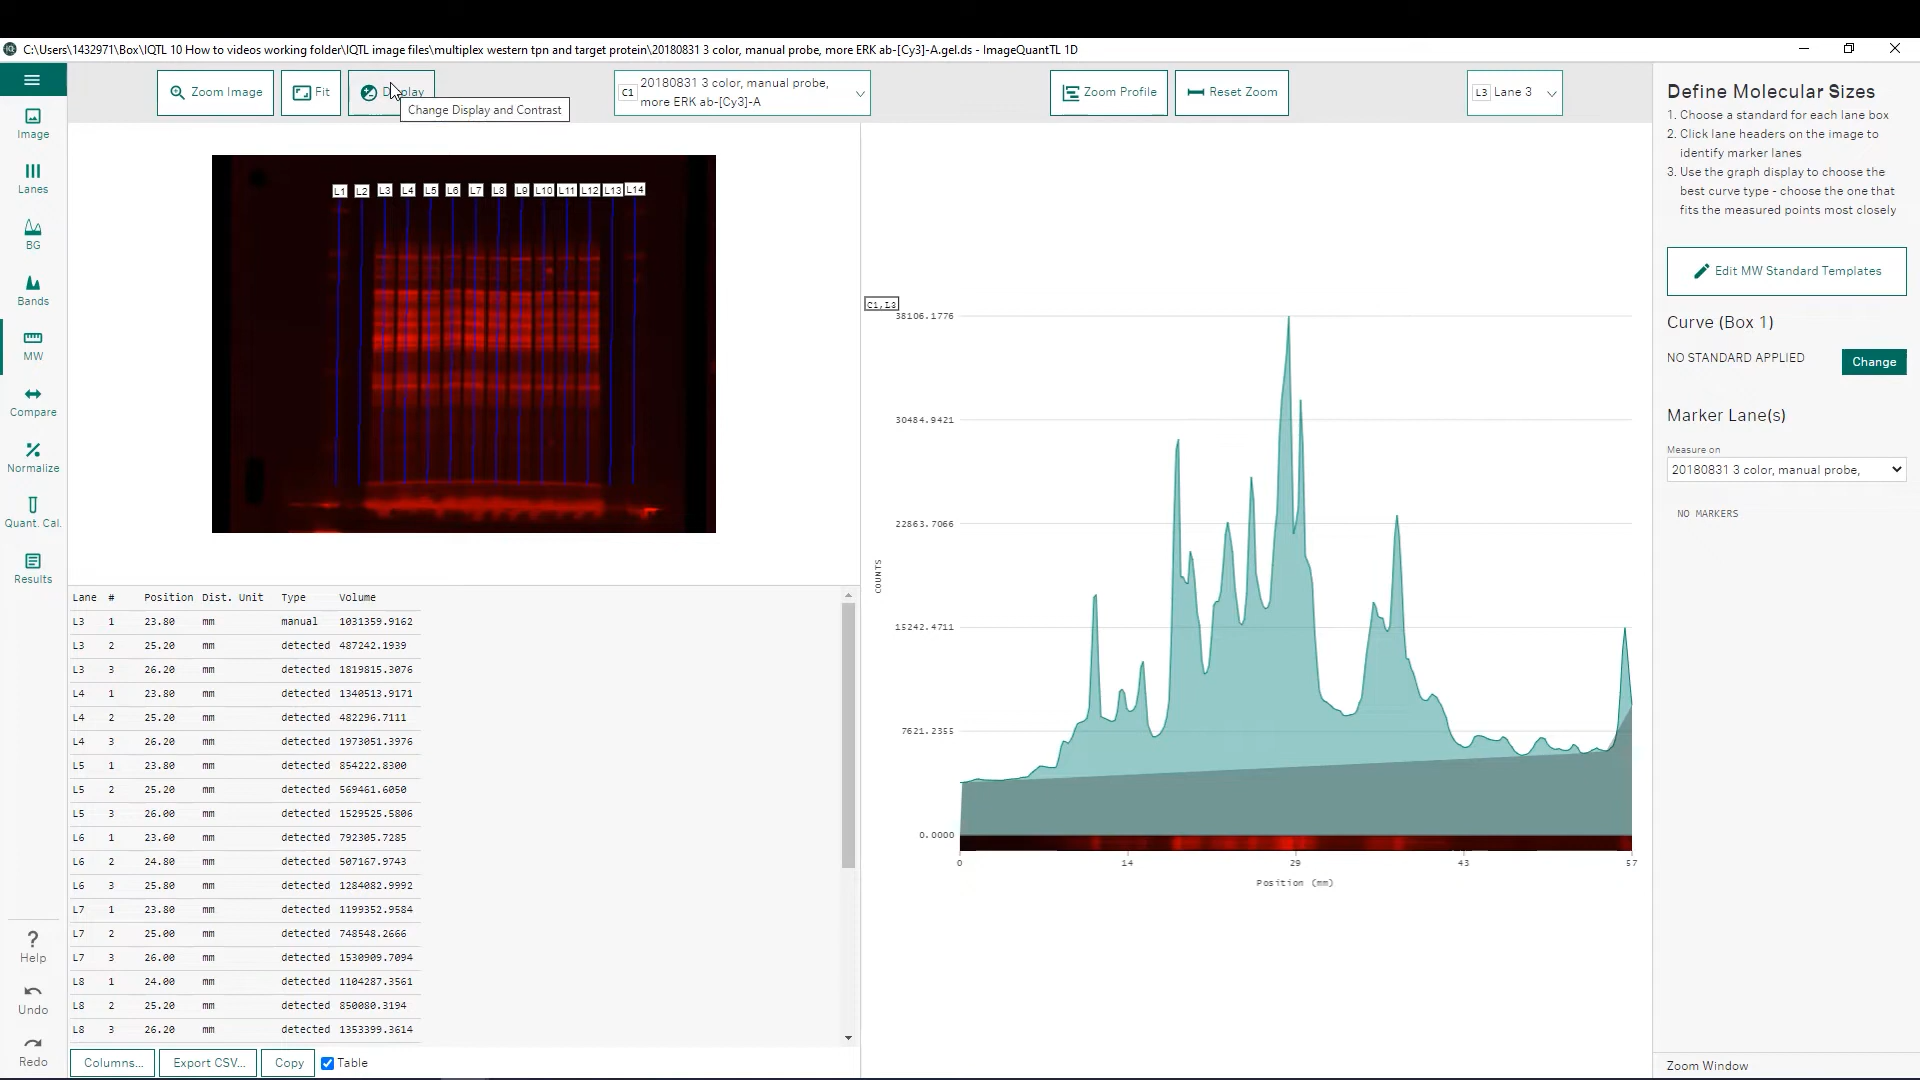 C:\Users\1432971\Box\IQTL 10 How to videos working folder\IQTL image files\multiplex western tpn and target protein\20180831 3 color, manual probe, more ERK ab-[Cy3]-A.gel.ds - ImageQuantTL 1D
Zoom Image
Fit
Display
Change Display and Contrast
C1
20180831 3 color, manual probe,
more ERK ab-[Cy3]-A
Zoom Profile
Reset Zoom
L3 Lane 3
Image
Lanes
BG
Bands
MW
Compare
Normalize
Quant. Cal.
Results
Help
Undo
Redo
L1 L2 L3 L4 L5 L6 L7 L8 L9 L10 L11 L12 L13 L14
Lane # Position Dist. Unit Type Volume
L3 1 23.80 mm manual 1031359.9162
L3 2 25.20 mm detected 487242.1939
L3 3 26.20 mm detected 1819815.3076
L4 1 23.80 mm detected 1340513.9171
L4 2 25.20 mm detected 482296.7111
L4 3 26.20 mm detected 1973051.3976
L5 1 23.80 mm detected 854222.8300
L5 2 25.20 mm detected 569461.6050
L5 3 26.00 mm detected 1529525.5806
L6 1 23.60 mm detected 792305.7285
L6 2 24.80 mm detected 507167.9743
L6 3 25.80 mm detected 1284082.9992
L7 1 23.80 mm detected 1199352.9584
L7 2 25.00 mm detected 748548.2666
L7 3 26.00 mm detected 1530909.7094
L8 1 24.00 mm detected 1104287.3561
L8 2 25.20 mm detected 850080.3194
L8 3 26.20 mm detected 1353399.3614
Columns...
Export CSV...
Copy
Table
C1,L3
38106.1776
30484.9421
22863.7066
15242.4711
7621.2355
0.0000
COUNTS
0 14 29 43 57
Position (mm)
Define Molecular Sizes
1. Choose a standard for each lane box
2. Click lane headers on the image to
identify marker lanes
3. Use the graph display to choose the
best curve type - choose the one that
fits the measured points most closely
Edit MW Standard Templates
Curve (Box 1)
NO STANDARD APPLIED
Change
Marker Lane(s)
Measure on
20180831 3 color, manual probe,
NO MARKERS
Zoom Window